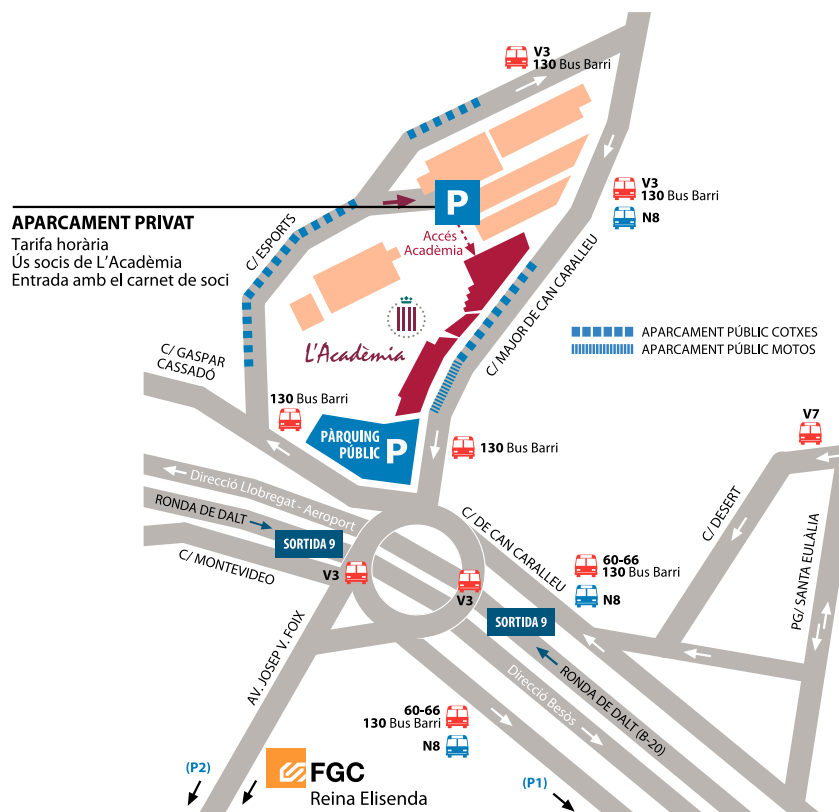 V3
130 Bus Barri
V3
130 Bus Barri
N8
P
APARCAMENT PRIVAT
Tarifa horària
Ús socis de L'Acadèmia
Entrada amb el carnet de soci
C/ ESPORTS
Accés
Acadèmia
C/ MAJOR DE CAN CARALLEU
L'Acadèmia
APARCAMENT PÚBLIC COTXES
APARCAMENT PÚBLIC MOTOS
C/ GASPAR
CASSADÓ
130 Bus Barri
PÀRQUING
PÚBLIC
P
130 Bus Barri
V7
Direcció Llobregat - Aeroport
RONDA DE DALT
SORTIDA 9
C/ MONTEVIDEO
V3
V3
C/ DE CAN CARALLEU
60-66
130 Bus Barri
N8
C/ DESERT
PG/ SANTA EULÀLIA
SORTIDA 9
AV. JOSEP V. FOIX
Direcció Besòs
RONDA DE DALT (B-20)
60-66
130 Bus Barri
N8
(P2)
FGC
Reina Elisenda
(P1)